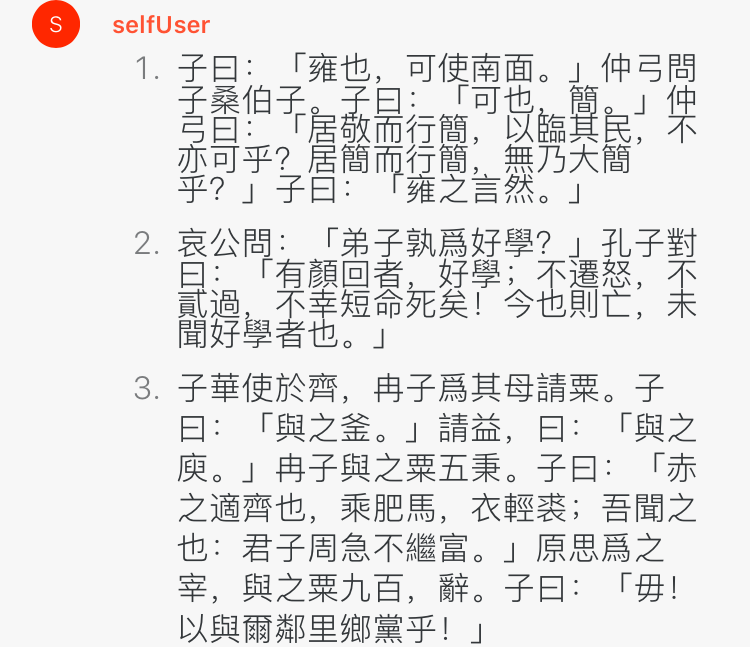 S selfUser
1. 子曰：「雍也，可使南面。」仲弓問
子桑伯子。子曰：「可也，簡。」仲
弓曰：「居敬而行簡，以臨其民，不
亦可乎？居簡而行簡，無乃大簡
乎？」子曰：「雍之言然。」
2. 哀公問：「弟子孰爲好學？」孔子對
曰：「有顏回者，好學；不遷怒，不
貳過，不幸短命死矣！今也則亡，未
聞好學者也。」
3. 子華使於齊，冉子爲其母請粟。子
曰：「與之釜。」請益，曰：「與之
庾。」冉子與之粟五秉。子曰：「赤
之適齊也，乘肥馬，衣輕裘；吾聞之
也：君子周急不繼富。」原思爲之
宰，與之粟九百，辭。子曰：「毋！
以與爾鄰里鄉黨乎！」